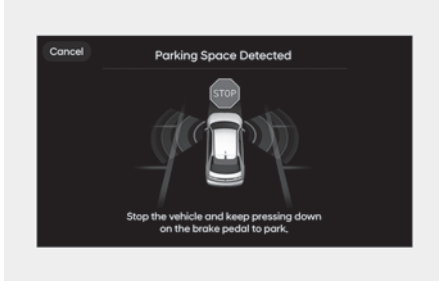 Cancel
Parking Space Detected
STOP
Stop the vehicle and keep pressing down
on the brake pedal to park.